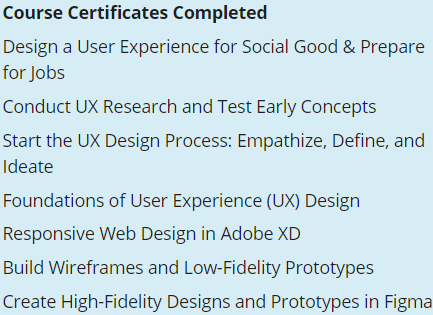 Course Certificates Completed
Design a User Experience for Social Good & Prepare
for Jobs
Conduct UX Research and Test Early Concepts
Start the UX Design Process: Empathize, Define, and
Ideate
Foundations of User Experience (UX) Design
Responsive Web Design in Adobe XD
Build Wireframes and Low-Fidelity Prototypes
Create High-Fidelity Designs and Prototypes in Figma